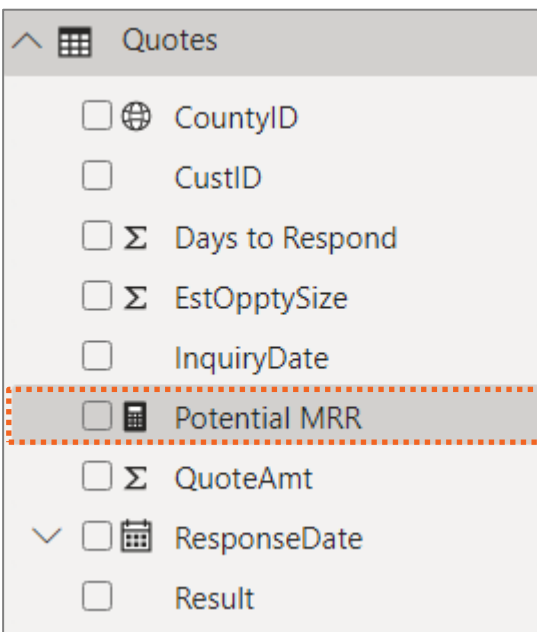 Quotes
CountyID
CustID
Σ Days to Respond
Σ EstOpptySize
InquiryDate
Potential MRR
Σ QuoteAmt
ResponseDate
Result